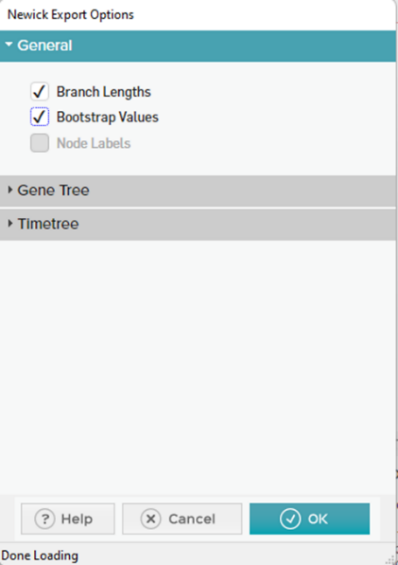 Newick Export Options
General
Branch Lengths
Bootstrap Values
Node Labels
Gene Tree
Timetree
Help Cancel OK
Done Loading